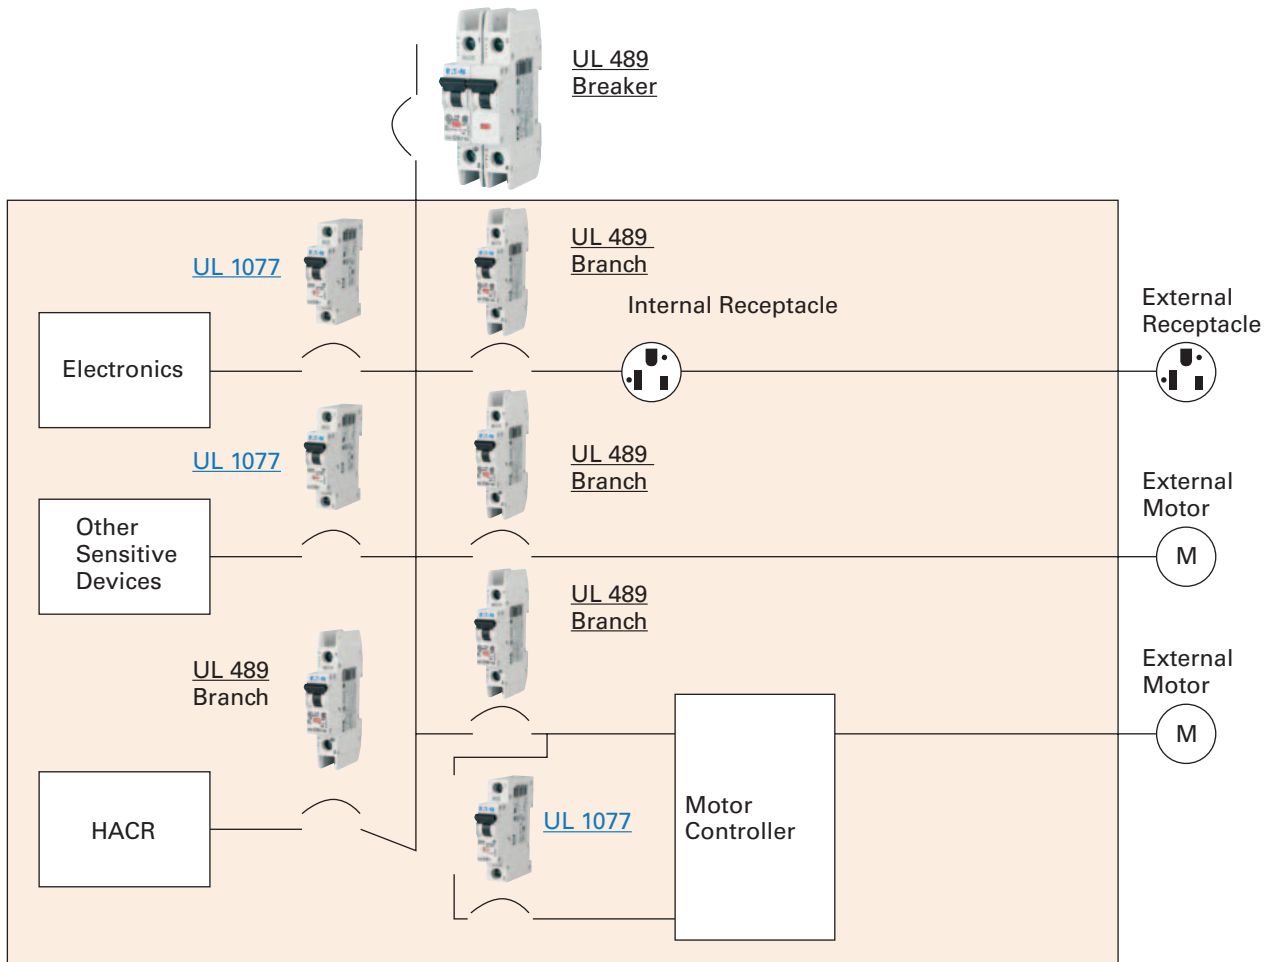 UL 489
Breaker
UL 489
Branch
UL 1077
Internal Receptacle
External
Receptacle
Electronics
UL 1077
UL 489
Branch
External
Motor
Other
Sensitive
Devices
M
UL 489
Branch
UL 489
Branch
External
Motor
M
HACR
UL 1077
Motor
Controller